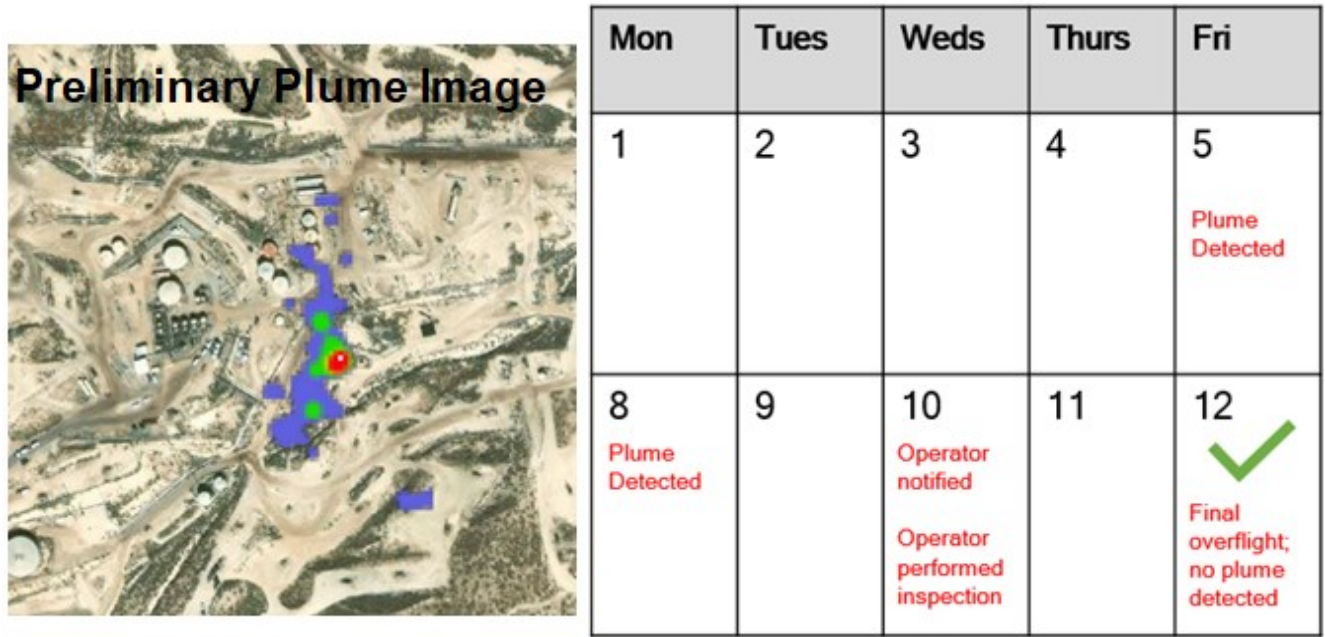 Preliminary Plume Image
Mon Tues Weds Thurs Fri
1 2 3 4 5
Plume
Detected
8 9 10 11 12
Plume
Detected
Operator
notified
Operator
performed
inspection
Final
overflight;
no plume
detected